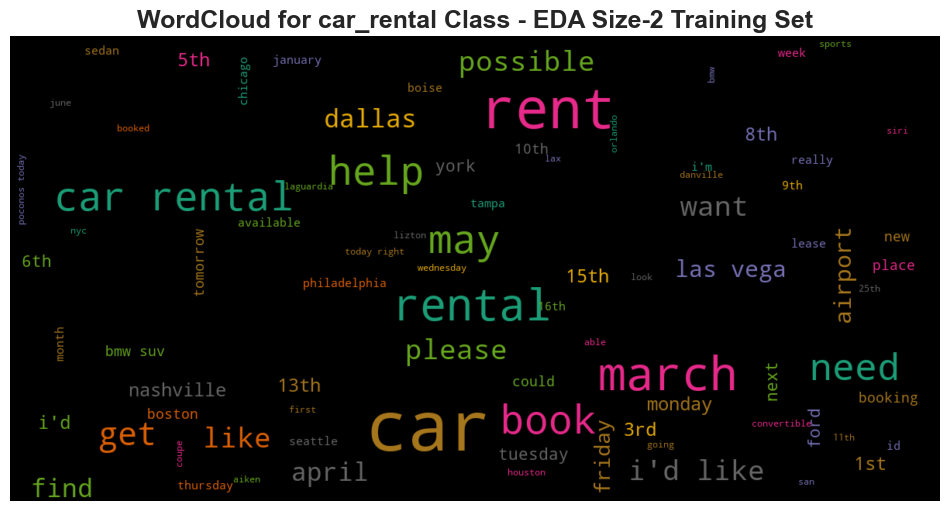 WordCloud for car_rental Class - EDA Size-2 Training Set
sedan
5th
chicago
january
possible
week
sports
bmw
boise
june
rent
dallas
booked
orlando
8th
siri
10th
lax
help
york
i'm
danville
really
9th
poconos today
car rental
laguardia
tampa
want
available
nyc
may
lizton
today right
wednesday
tomorrow
6th
lease
new
place
airport
las vega
15th
look
25th
philadelphia
rental
16th
month
bmw suv
please
able
could
march
next
need
nashville
13th
monday
booking
i'd
boston
first
car
book
3rd
convertible
ford
get
like
coupe
seattle
tuesday
friday
going
11th
id
find
thursday
aiken
april
houston
i'd like
san
1st